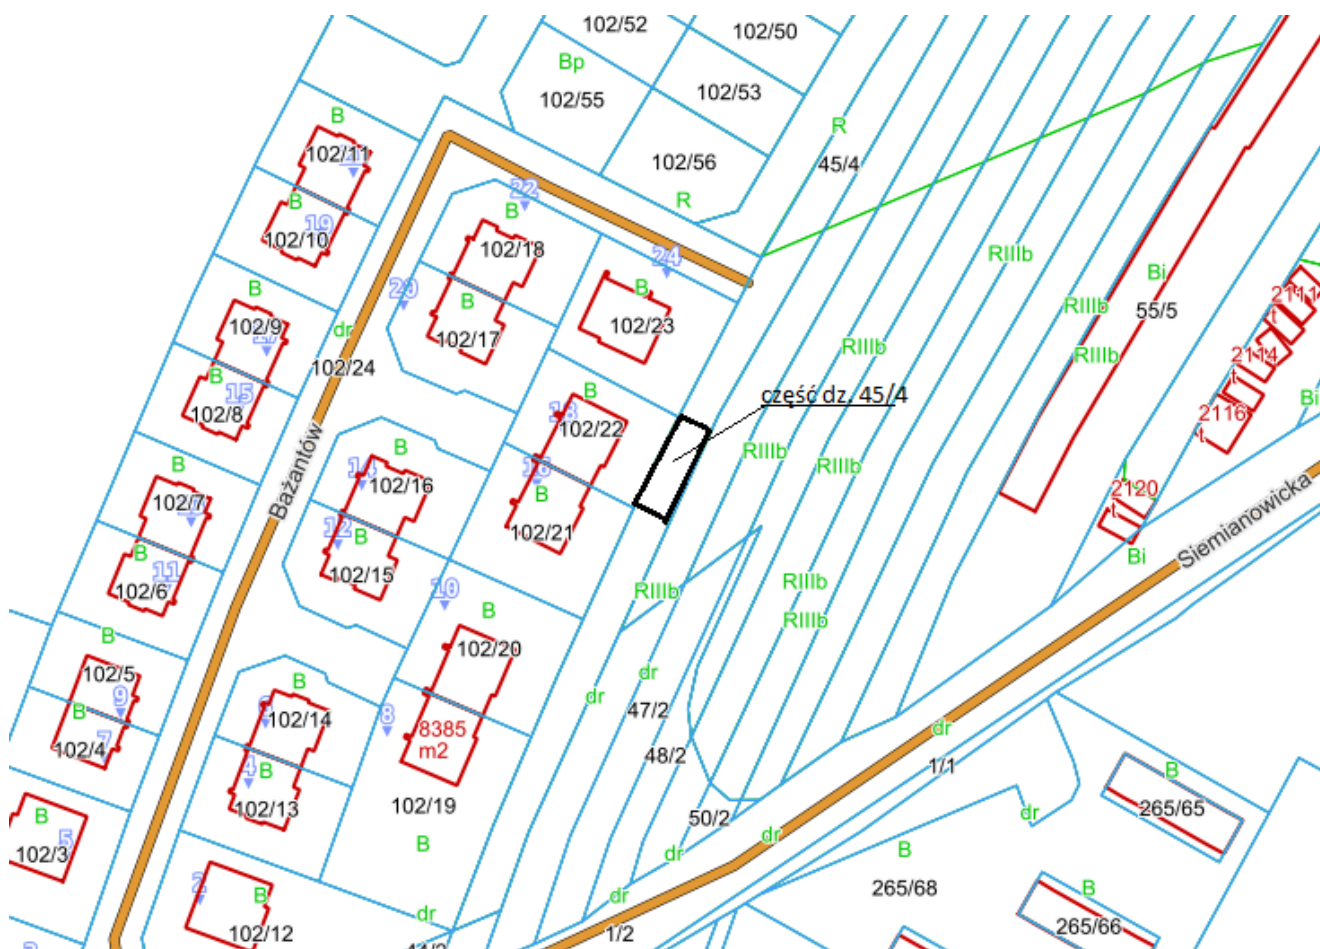 102/52
102/50
Bp
102/55
102/53
B
R
102/11
102/56
45/4
22
B
19
102/10
R
B
102/18
24
RIIIb
Bi
2111
t
B
20
B
B
RIIIb
55/5
102/9
dr
102/17
102/23
RIIIb
RIIIb
2114
t
102/24
B
15
102/8
B
18
102/22
część dz. 45/4
2116
t
Bi
Bażantów
B
14
102/16
16
B
RIIIb
RIIIb
B
102/7
2120
t
Siemianowicka
12
B
102/21
Bi
B
11
102/6
102/15
10
RIIIb
RIIIb
RIIIb
B
B
102/5
102/20
B
9
dr
dr
B
102/14
8
47/2
B
102/4
7
8385
m2
dr
48/2
1/1
4
B
B
102/13
102/19
50/2
265/65
B
5
102/3
B
dr
dr
dr
B
265/68
2
B
dr
dr
B
102/12
1/2
265/66